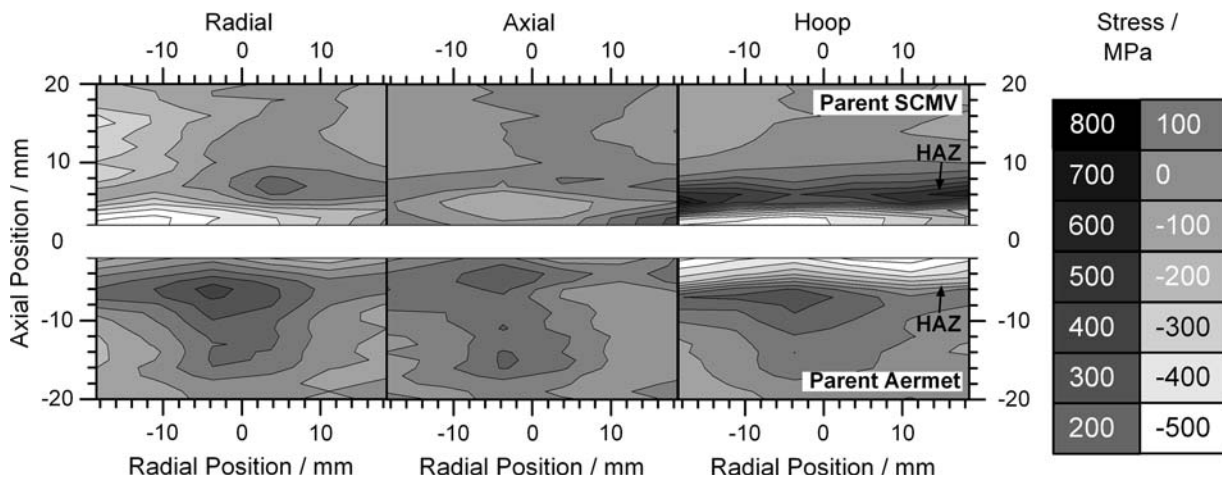 Radial Axial Hoop Stress /
MPa
-10 0 10 -10 0 10 -10 0 10
20 20
Parent SCMV
800 100
10 HAZ 10
700 0
0 0
600 -100
500 -200
HAZ
-10 -10
400 -300
300 -400
Parent Aermet
-20 -20
200 -500
-10 0 10 -10 0 10 -10 0 10
Radial Position / mm Radial Position / mm Radial Position / mm
Axial Position / mm